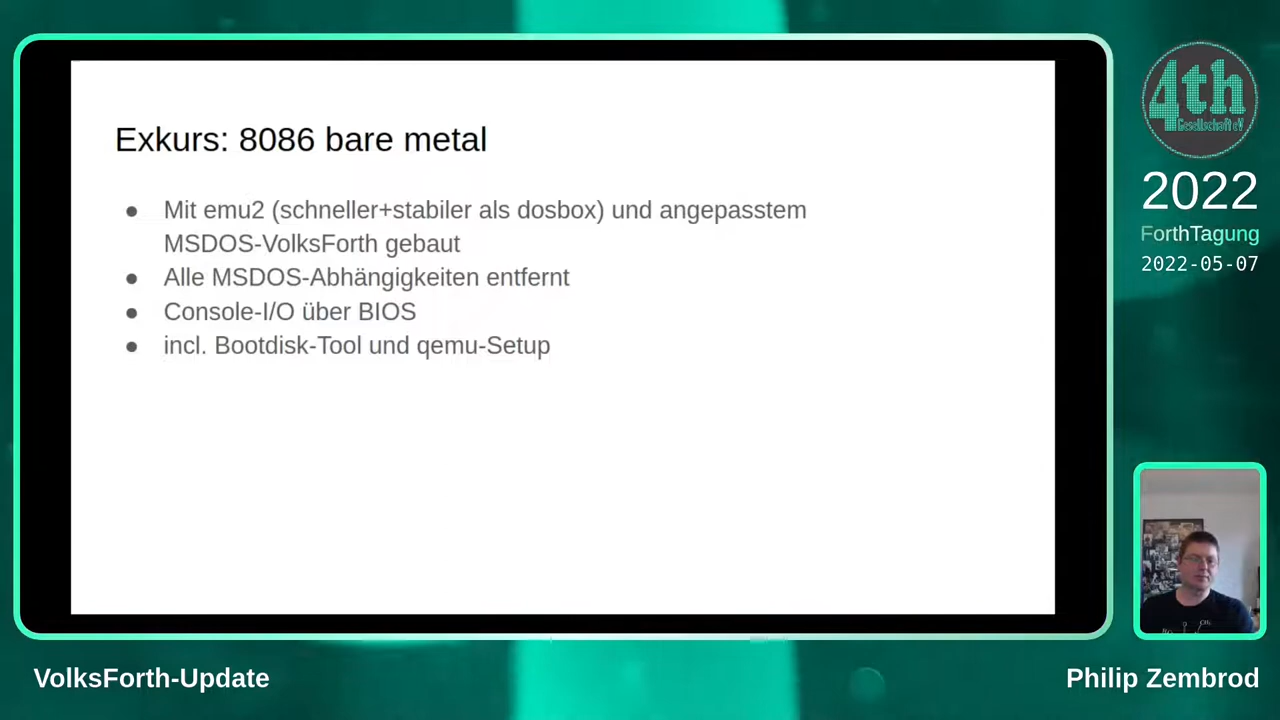 Exkurs: 8086 bare metal
● Mit emu2 (schneller+stabiler als dosbox) und angepasstem
MSDOS-VolksForth gebaut
● Alle MSDOS-Abhängigkeiten entfernt
● Console-I/O über BIOS
● incl. Bootdisk-Tool und qemu-Setup
4th
Gesellschaft eV
2022
ForthTagung
2022-05-07
VolksForth-Update
Philip Zembrod